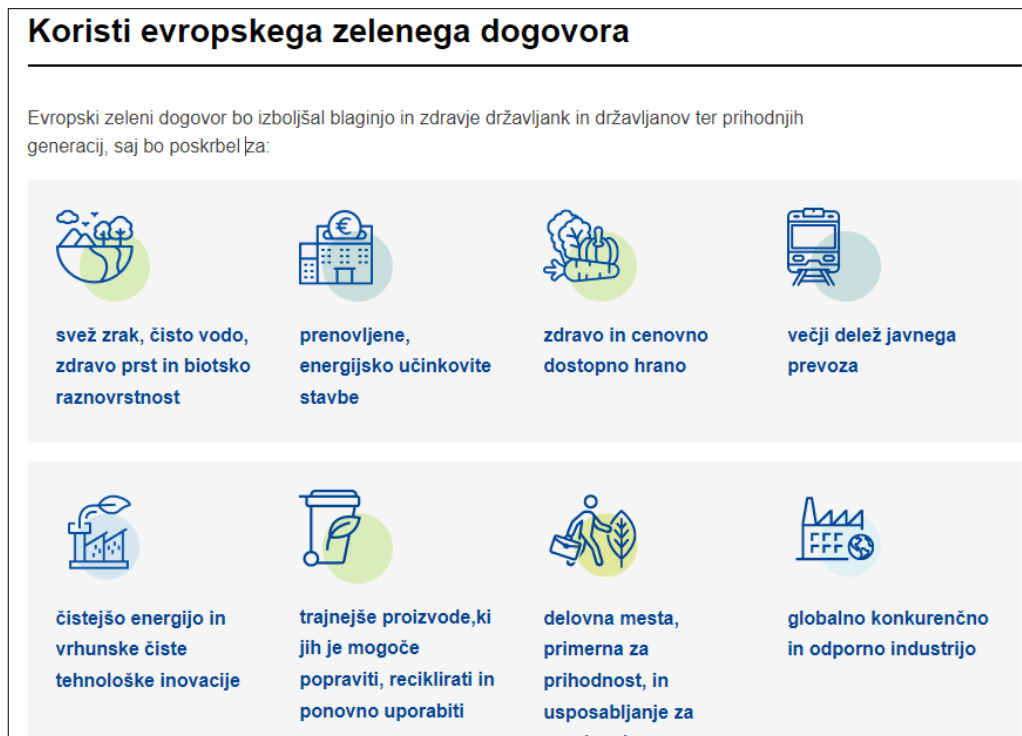 Koristi evropskega zelenega dogovora
Evropski zeleni dogovor bo izboljšal blaginjo in zdravje državljank in državljanov ter prihodnjih
generacij, saj bo poskrbel za:
svež zrak, čisto vodo,
zdravo prst in biotsko
raznovrstnost
prenovljene,
energijsko učinkovite
stavbe
zdravo in cenovno
dostopno hrano
večji delež javnega
prevoza
čistejšo energijo in
vrhunske čiste
tehnološke inovacije
trajnejše proizvode,ki
jih je mogoče
popraviti, reciklirati in
ponovno uporabiti
delovna mesta,
primerna za
prihodnost, in
usposabljanje za
globalno konkurenčno
in odporno industrijo